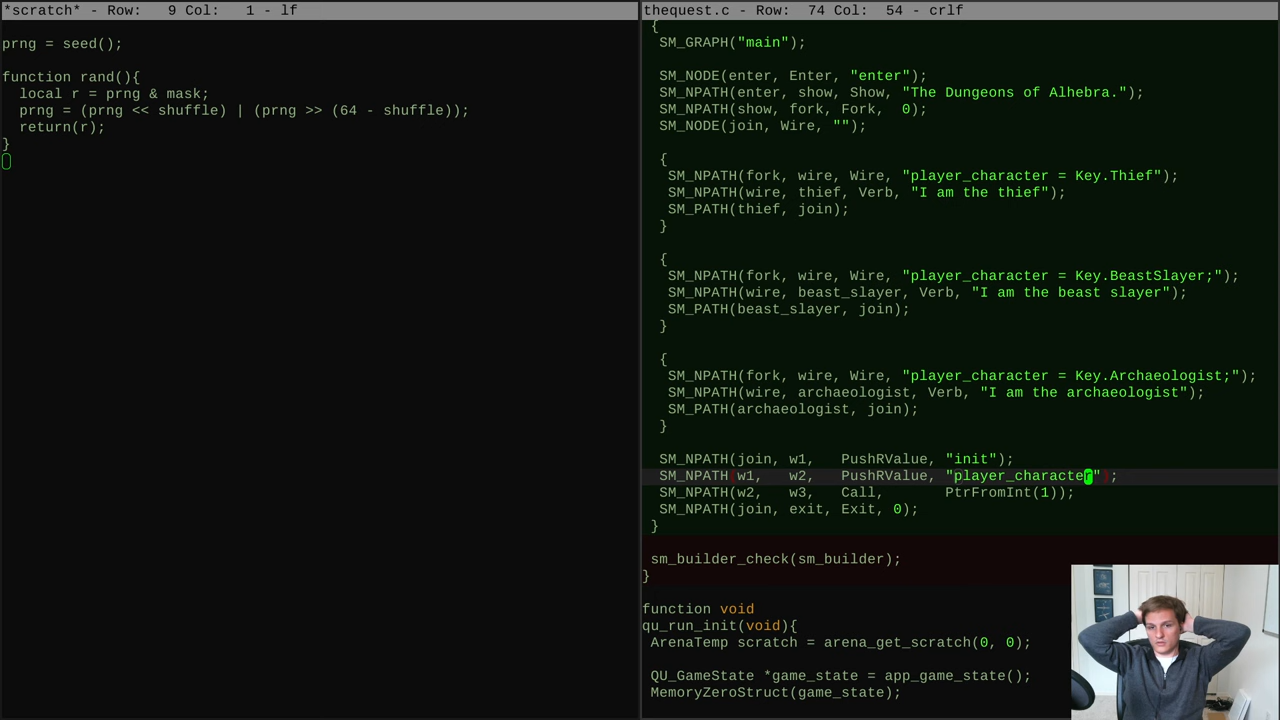 *scratch* - Row:   9 Col:   1 - lf
prng = seed();
function rand(){
  local r = prng & mask;
  prng = (prng << shuffle) | (prng >> (64 - shuffle));
  return(r);
}
thequest.c - Row:  74 Col:  54 - crlf
{
SM_GRAPH("main");
SM_NODE(enter, Enter, "enter");
SM_NPATH(enter, show, Show, "The Dungeons of Alhebra.");
SM_NPATH(show, fork, Fork,  0);
SM_NODE(join, Wire, "");
{
SM_NPATH(fork, wire, Wire, "player_character = Key.Thief");
SM_NPATH(wire, thief, Verb, "I am the thief");
SM_PATH(thief, join);
}
{
SM_NPATH(fork, wire, Wire, "player_character = Key.BeastSlayer;");
SM_NPATH(wire, beast_slayer, Verb, "I am the beast slayer");
SM_PATH(beast_slayer, join);
}
{
SM_NPATH(fork, wire, Wire, "player_character = Key.Archaeologist;");
SM_NPATH(wire, archaeologist, Verb, "I am the archaeologist");
SM_PATH(archaeologist, join);
}
SM_NPATH(join, w1,   PushRValue, "init");
SM_NPATH(w1,   w2,   PushRValue, "player_character");
SM_NPATH(w2,   w3,   Call,       PtrFromInt(1));
SM_NPATH(join, exit, Exit, 0);
}
sm_builder_check(sm_builder);
}
function void
qu_run_init(void){
ArenaTemp scratch = arena_get_scratch(0, 0);
QU_GameState *game_state = app_game_state();
MemoryZeroStruct(game_state);